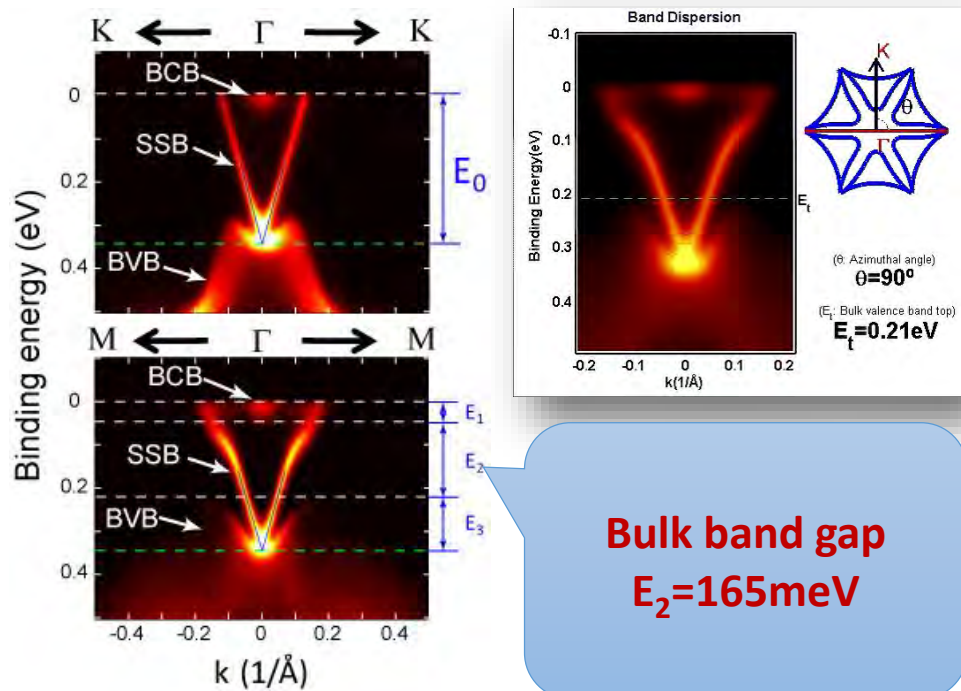 K Γ K
BCB
SSB
BVB
E₀
0
0.2
0.4
M Γ M
BCB
SSB
BVB
E₁
E₂
E₃
0
0.2
0.4
-0.4 -0.2 0 0.2 0.4
k (1/Å)
Binding energy (eV)
Band Dispersion
-0.1
0
0.1
0.2
0.3
0.4
Binding Energy(eV)
Eₜ
-0.2 -0.1 0 0.1 0.2
k(1/Å)
K
θ
Γ
(θ: Azimuthal angle)
θ=90º
(Eₜ: Bulk valence band top)
Eₜ=0.21eV
Bulk band gap
E₂=165meV